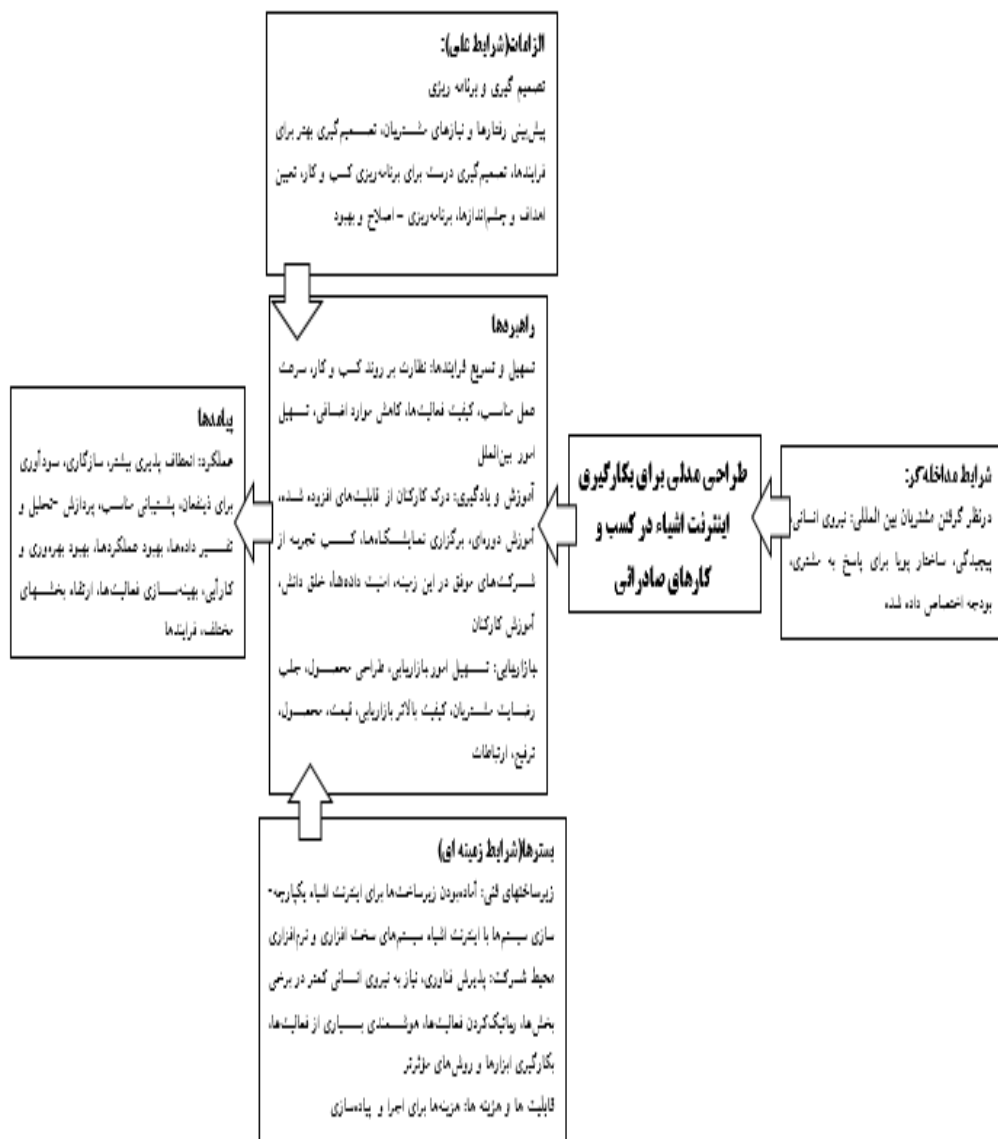 الزامات(شرایط علی):
تصمیم گیری و برنامه ریزی
پیش‌بینی رفتارها و نیازهای مشتریان، تصمیم‌گیری بهتر برای
فرایندها، تصمیم‌گیری درست برای برنامه‌ریزی کسب و کار، تعیین
اهداف و چشم‌اندازها، برنامه‌ریزی – اصلاح و بهبود
شرایط مداخله‌گر:
درنظر گرفتن مشتریان بین المللی: نیروی انسانی،
پیچیدگی، ساختار پویا برای پاسخ به مشتری،
بودجه اختصاصی داده شده
طراحی مدلی برای بکارگیری
اینترنت اشیاء در کسب و
کارهای صادراتی
راهبردها
تسهیل و تسریع فرایندها: نظارت بر روند کسب و کار، سرعت
عمل مناسب، کیفیت فعالیت‌ها، کاهش موارد اضافی، تسهیل
امور بین‌الملل
آموزش و یادگیری: درک کارکنان از قابلیت‌های افزوده شده،
آموزش دوره‌ای، برگزاری نمایشگاه‌ها، کسب تجربه از
شرکت‌های موفق در این زمینه، امنیت داده‌ها، خلق دانش،
آموزش کارکنان
بازاریابی: تسهیل امور بازاریابی، طراحی محصول، جلب
رضایت مشتریان، کیفیت بالاتر بازاریابی، قیمت، محصول،
ترفیع، ارتباطات
پیامدها
عملکرد: انعطاف پذیری بیشتر، سازگاری، سودآوری
برای ذینفعان، پشتیبانی مناسب، پردازش -تحلیل و
تفسیر داده‌ها، بهبود عملکردها، بهبود بهره‌وری و
کارآیی، بهینه‌سازی فعالیت‌ها، ارتقاء بخشهای
مختلف، فرایندها
بسترها(شرایط زمینه ای)
زیرساختهای فنی: آماده‌بودن زیرساخت‌ها برای اینترنت اشیاء یکپارچه-
سازی سیستم‌ها با اینترنت اشیاء سیستم‌های سخت افزاری و نرم‌افزاری
محیط شرکت: پذیرش فناوری، نیاز به نیروی انسانی کمتر در برخی
بخش‌ها، رباتیک‌کردن فعالیت‌ها، هوشمندی بسیاری از فعالیت‌ها،
بکارگیری ابزارها و روش‌های مؤثرتر
قابلیت ها و هزینه ها: هزینه‌ها برای اجرا و پیاده‌سازی